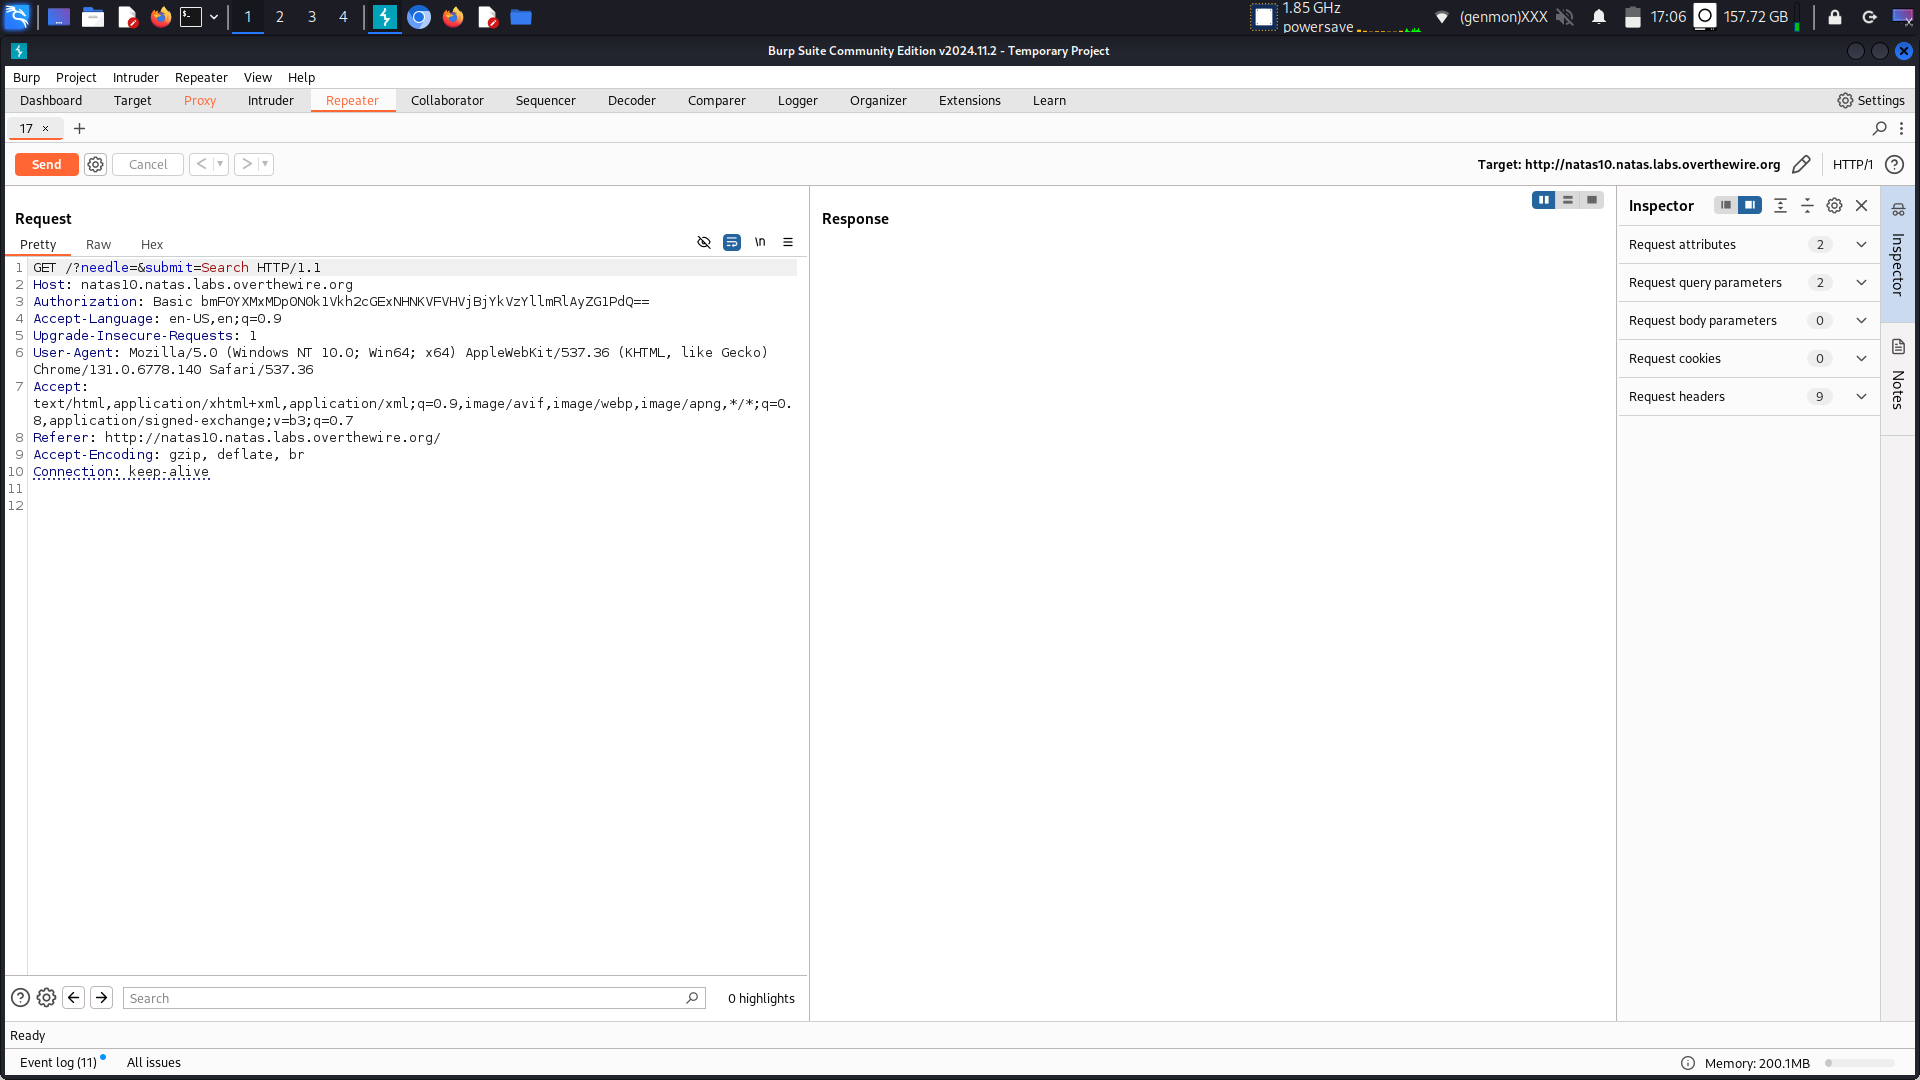 1 2 3 4
1.85 GHz
powersave
(genmon)XXX
17:06
157.72 GB
Burp Suite Community Edition v2024.11.2 - Temporary Project
Burp Project Intruder Repeater View Help
Dashboard Target Proxy Intruder Repeater Collaborator Sequencer Decoder Comparer Logger Organizer Extensions Learn
Settings
17 × +
Send Cancel < >
Target: http://natas10.natas.labs.overthewire.org
HTTP/1
Request
Pretty Raw Hex
\n
1 GET /?needle=&submit=Search HTTP/1.1
2 Host: natas10.natas.labs.overthewire.org
3 Authorization: Basic bmF0YXMxMDp0N0k1Vkh2cGExNHNKVFVHVjBjYkVzYllmRlAyZG1PdQ==
4 Accept-Language: en-US,en;q=0.9
5 Upgrade-Insecure-Requests: 1
6 User-Agent: Mozilla/5.0 (Windows NT 10.0; Win64; x64) AppleWebKit/537.36 (KHTML, like Gecko)
Chrome/131.0.6778.140 Safari/537.36
7 Accept:
text/html,application/xhtml+xml,application/xml;q=0.9,image/avif,image/webp,image/apng,*/*;q=0.
8,application/signed-exchange;v=b3;q=0.7
8 Referer: http://natas10.natas.labs.overthewire.org/
9 Accept-Encoding: gzip, deflate, br
10 Connection: keep-alive
11
12
Search
0 highlights
Response
Inspector
Request attributes 2
Request query parameters 2
Request body parameters 0
Request cookies 0
Request headers 9
Inspector
Notes
Ready
Event log (11) All issues
Memory: 200.1MB